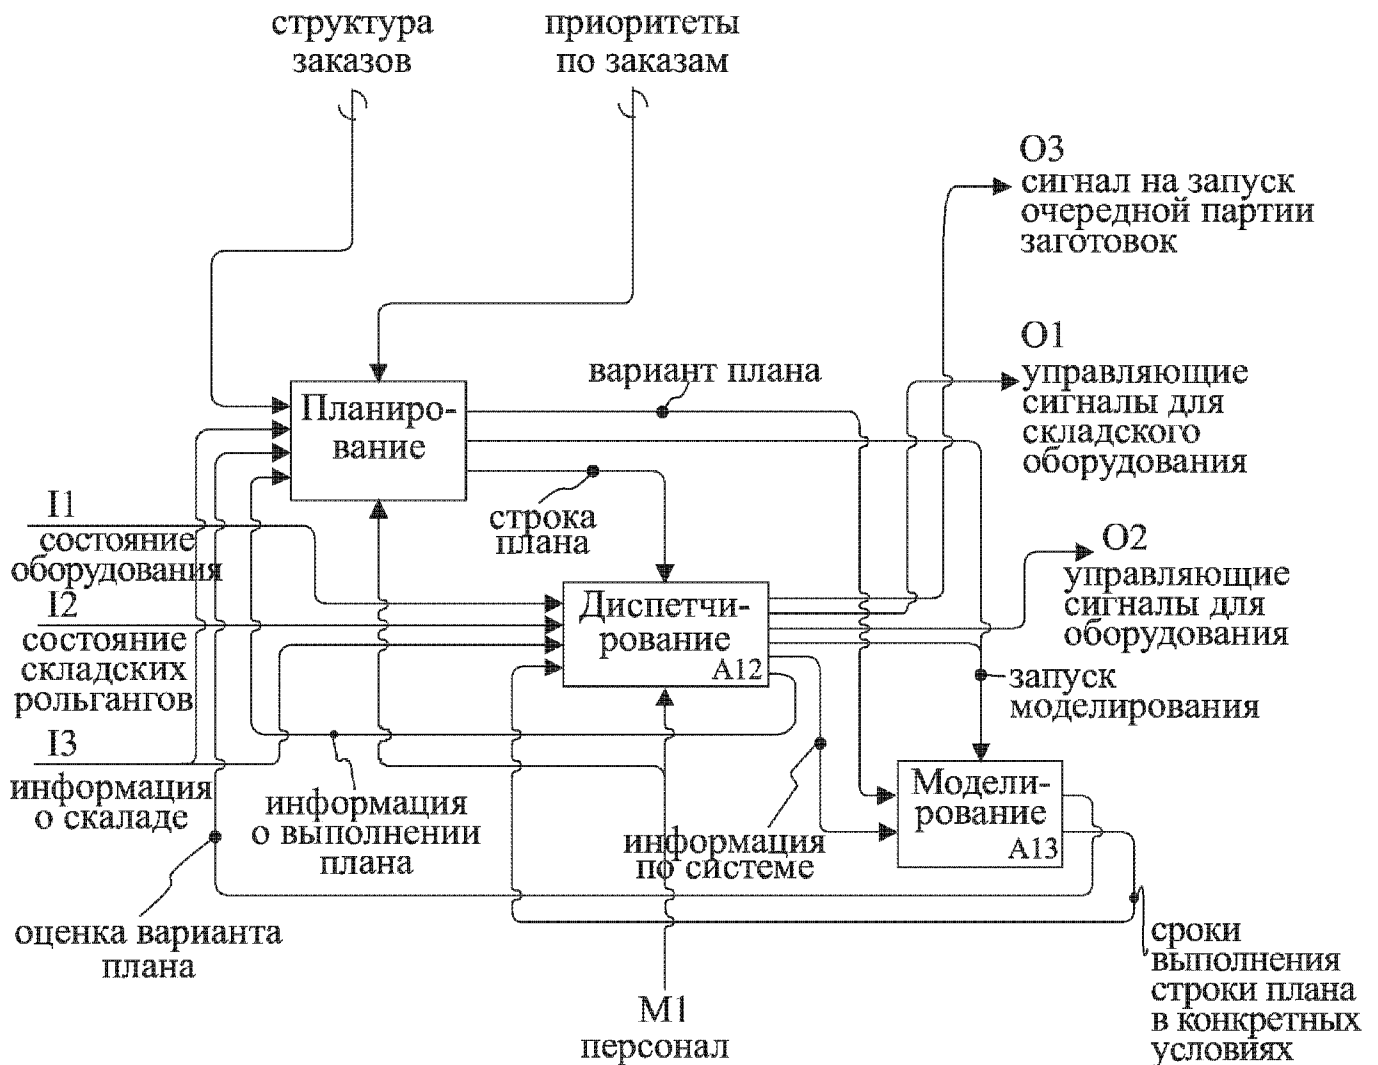 структура
заказов
приоритеты
по заказам
O3
сигнал на запуск
очередной партии
заготовок
O1
управляющие
сигналы для
складского
оборудования
вариант плана
Планиро-
вание
строка
плана
I1
состояние
оборудования
O2
управляющие
сигналы для
оборудования
I2
состояние
складских
рольгангов
Диспетчи-
рование
A12
запуск
моделирования
I3
информация
о скаладе
информация
о выполнении
плана
информация
по системе
Модели-
рование
A13
оценка варианта
плана
сроки
выполнения
строки плана
в конкретных
условиях
M1
персонал